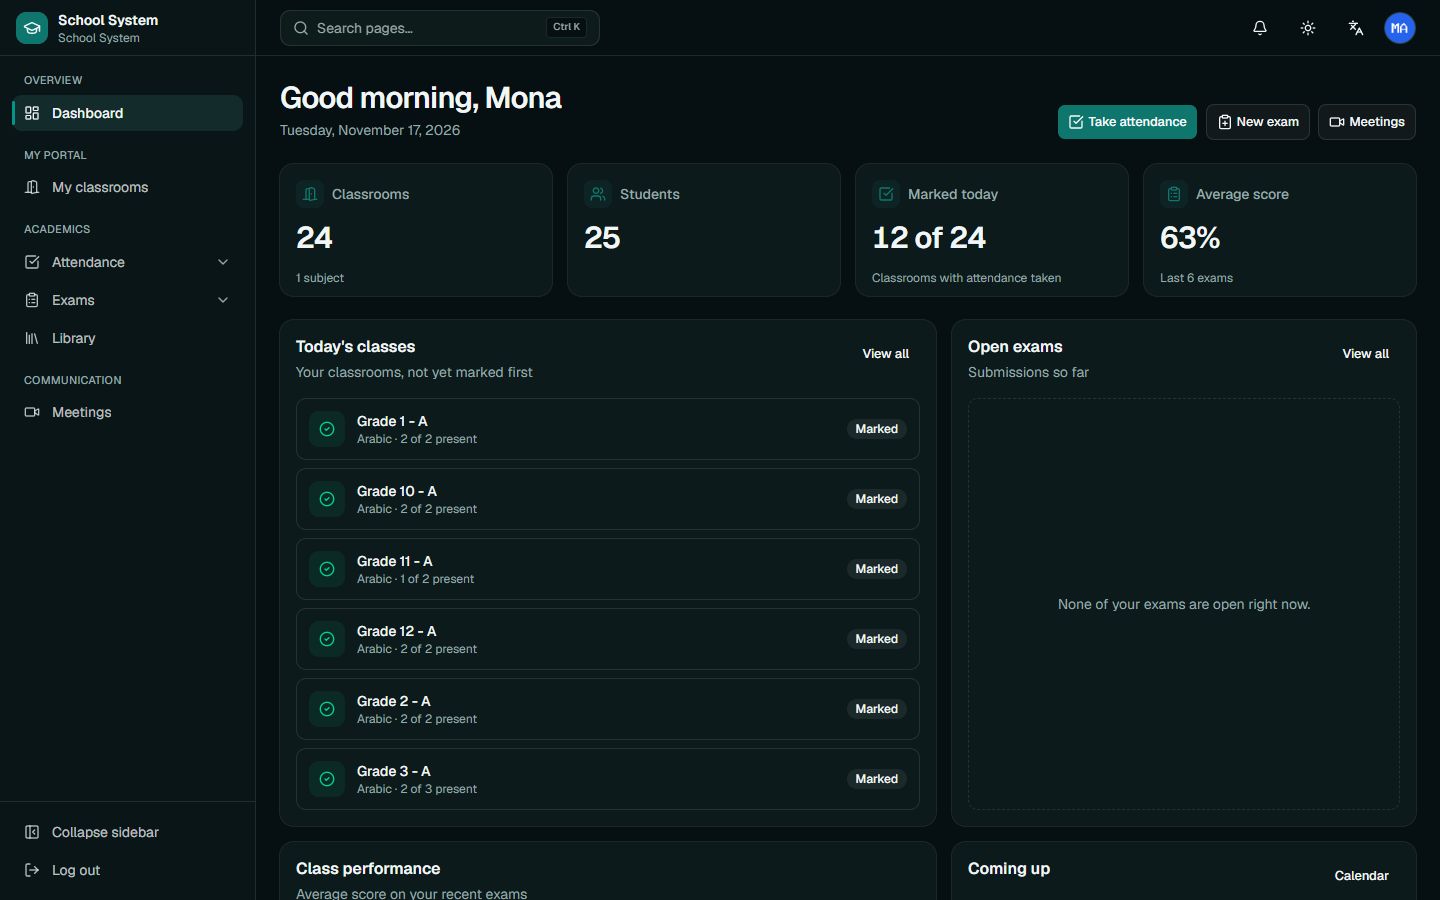 School System
School System
Search pages...
Ctrl K
MA
OVERVIEW
Dashboard
MY PORTAL
My classrooms
ACADEMICS
Attendance
Exams
Library
COMMUNICATION
Meetings
Collapse sidebar
Log out
Good morning, Mona
Tuesday, November 17, 2026
Take attendance
New exam
Meetings
Classrooms
24
1 subject
Students
25
Marked today
12 of 24
Classrooms with attendance taken
Average score
63%
Last 6 exams
Today's classes
Your classrooms, not yet marked first
View all
Grade 1 - A
Arabic · 2 of 2 present
Marked
Grade 10 - A
Arabic · 2 of 2 present
Marked
Grade 11 - A
Arabic · 1 of 2 present
Marked
Grade 12 - A
Arabic · 2 of 2 present
Marked
Grade 2 - A
Arabic · 2 of 2 present
Marked
Grade 3 - A
Arabic · 2 of 3 present
Marked
Open exams
Submissions so far
View all
None of your exams are open right now.
Class performance
Average score on your recent exams
Coming up
Calendar